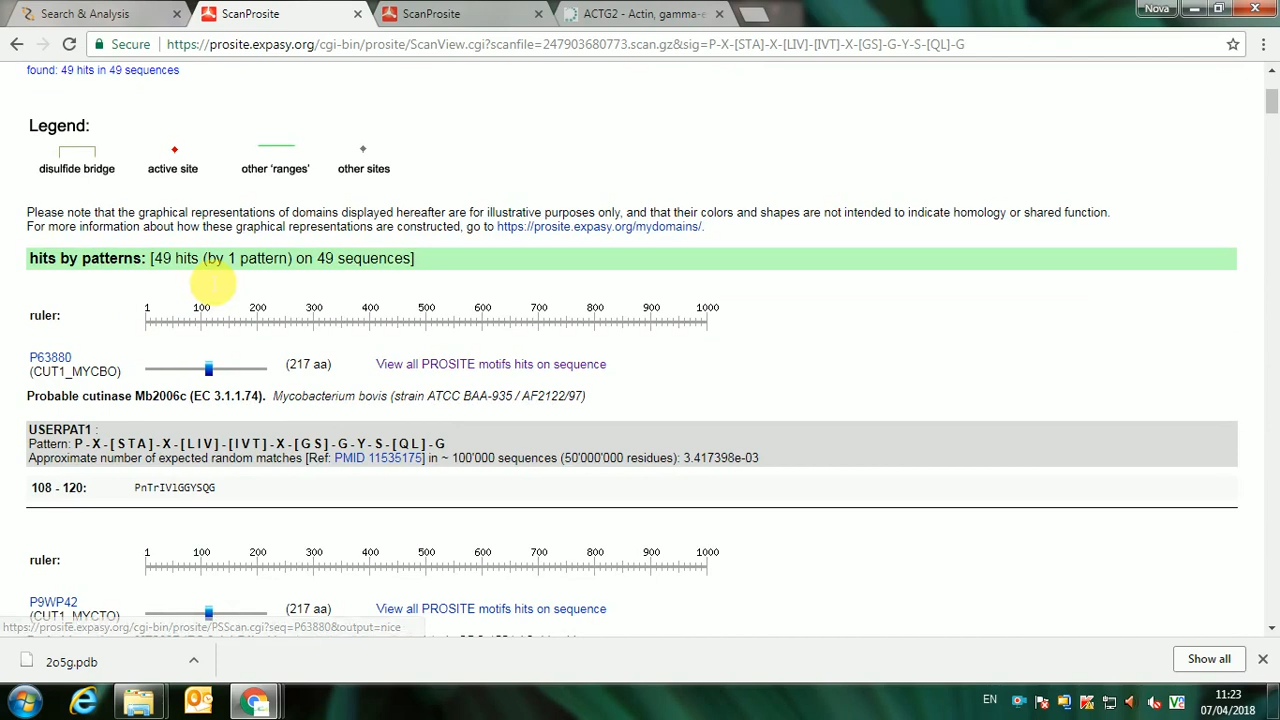 Search & Analysis
ScanProsite
ScanProsite
ACTG2 - Actin, gamma-e
Nova
Secure
https://prosite.expasy.org/cgi-bin/prosite/ScanView.cgi?scanfile=247903680773.scan.gz&sig=P-X-[STA]-X-[LIV]-[IVT]-X-[GS]-G-Y-S-[QL]-G
found: 49 hits in 49 sequences
Legend:
disulfide bridge active site other 'ranges' other sites
Please note that the graphical representations of domains displayed hereafter are for illustrative purposes only, and that their colors and shapes are not intended to indicate homology or shared function.
For more information about how these graphical representations are constructed, go to https://prosite.expasy.org/mydomains/.
hits by patterns: [49 hits (by 1 pattern) on 49 sequences]
1 100 200 300 400 500 600 700 800 900 1000
ruler:
P63880 (217 aa) View all PROSITE motifs hits on sequence
(CUT1_MYCBO)
Probable cutinase Mb2006c (EC 3.1.1.74). Mycobacterium bovis (strain ATCC BAA-935 / AF2122/97)
USERPAT1 :
Pattern: P - X - [ S T A ] - X - [ L I V ] - [ I V T ] - X - [ G S ] - G - Y - S - [ Q L ] - G
Approximate number of expected random matches [Ref: PMID 11535175] in ~ 100'000 sequences (50'000'000 residues): 3.417398e-03
108 - 120: PnTrIVlGGYSQG
1 100 200 300 400 500 600 700 800 900 1000
ruler:
P9WP42 (217 aa) View all PROSITE motifs hits on sequence
(CUT1_MYCTO)
https://prosite.expasy.org/cgi-bin/prosite/PSScan.cgi?seq=P63880&output=nice
2o5g.pdb
Show all
EN
11:23
07/04/2018